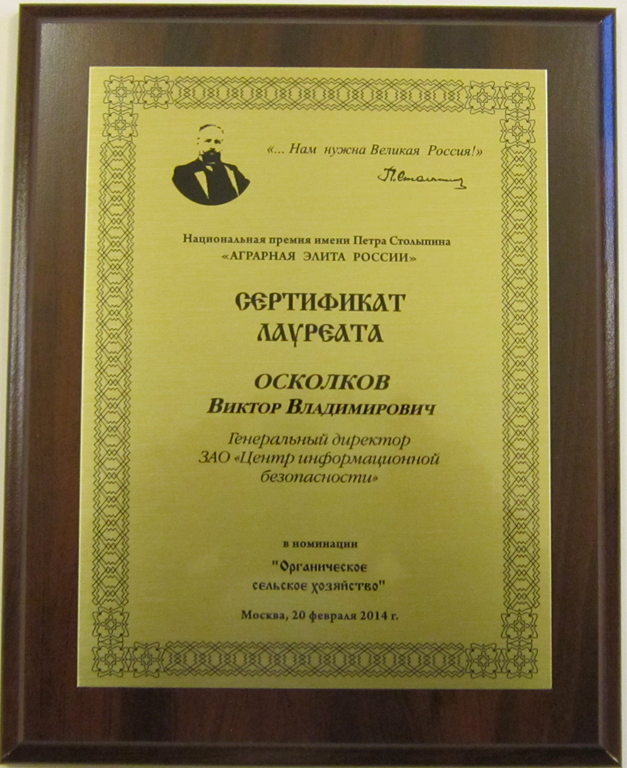 «... Нам нужна Великая Россия!»
П.Столыпин
Национальная премия имени Петра Столыпина
«АГРАРНАЯ ЭЛИТА РОССИИ»
СЕРТИФИКАТ
ЛАУРЕАТА
ОСКОЛКОВ
Виктор Владимирович
Генеральный директор
ЗАО «Центр информационной
безопасности»
в номинации
"Органическое
сельское хозяйство"
Москва, 20 февраля 2014 г.